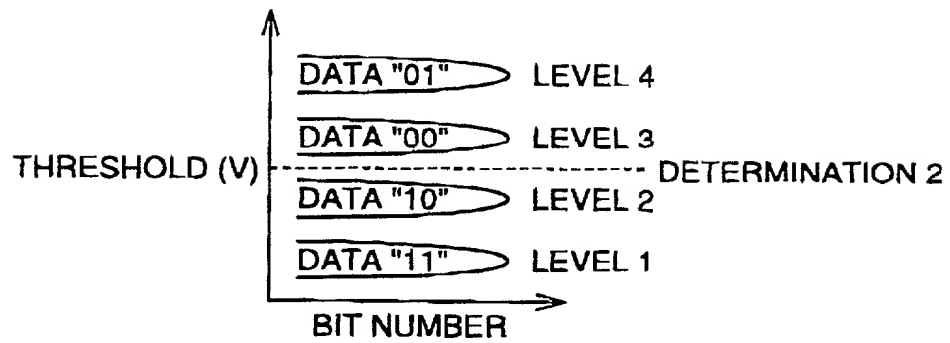 DATA "01" LEVEL 4
DATA "00" LEVEL 3
THRESHOLD (V) DETERMINATION 2
DATA "10" LEVEL 2
DATA "11" LEVEL 1
BIT NUMBER